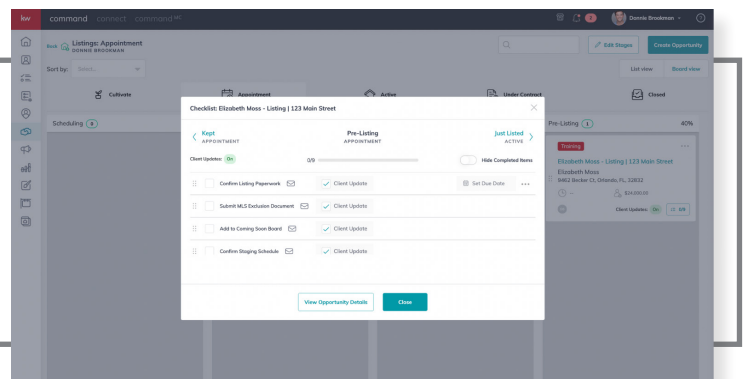 kw command connect command
Donnie Brookman
Back Listings: Appointment
DONNIE BROOKMAN
Edit Stages Create Opportunity
Sort by: Select...
List view Board view
Cultivate Appointment Active Under Contract Closed
Scheduling 0
Pre-Listing 1 40%
Checklist: Elizabeth Moss - Listing | 123 Main Street
Kept
APPOINTMENT
Pre-Listing
APPOINTMENT
Just Listed
ACTIVE
Client Updates: On
0/9
Hide Completed Items
Confirm Listing Paperwork Client Update Set Due Date
Submit MLS Exclusion Document Client Update
Add to Coming Soon Board Client Update
Confirm Staging Schedule Client Update
View Opportunity Details Close
Training
Elizabeth Moss - Listing | 123 Main Street
Elizabeth Moss
Client Updates: On